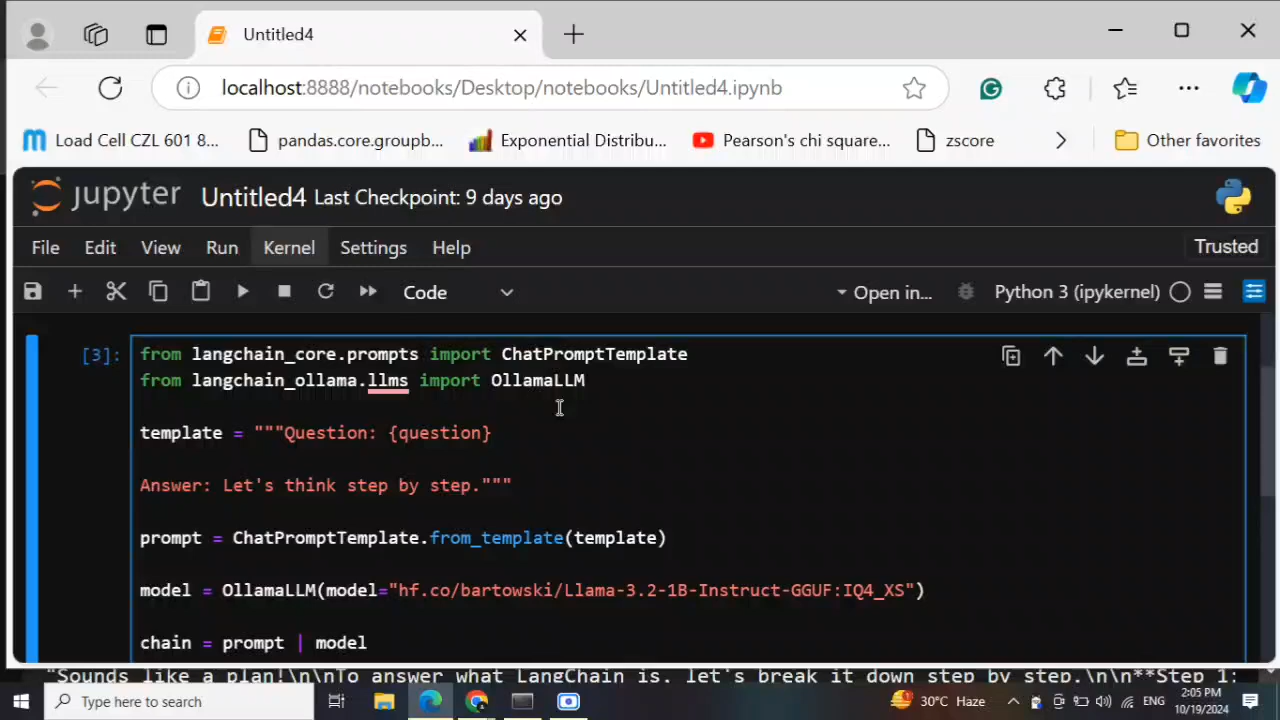 Untitled4
localhost:8888/notebooks/Desktop/notebooks/Untitled4.ipynb
Load Cell CZL 601 8... pandas.core.groupb... Exponential Distribu... Pearson's chi square... zscore Other favorites
jupyter Untitled4 Last Checkpoint: 9 days ago
File Edit View Run Kernel Settings Help Trusted
Code Open in... Python 3 (ipykernel)
[3]: from langchain_core.prompts import ChatPromptTemplate
from langchain_ollama.llms import OllamaLLM
template = """Question: {question}
Answer: Let's think step by step."""
prompt = ChatPromptTemplate.from_template(template)
model = OllamaLLM(model="hf.co/bartowski/Llama-3.2-1B-Instruct-GGUF:IQ4_XS")
chain = prompt | model
"Sounds like a plan!\n\nTo answer what LangChain is, let's break it down step by step.\n\n**Step 1:
Type here to search 30°C Haze ENG 2:05 PM
10/19/2024